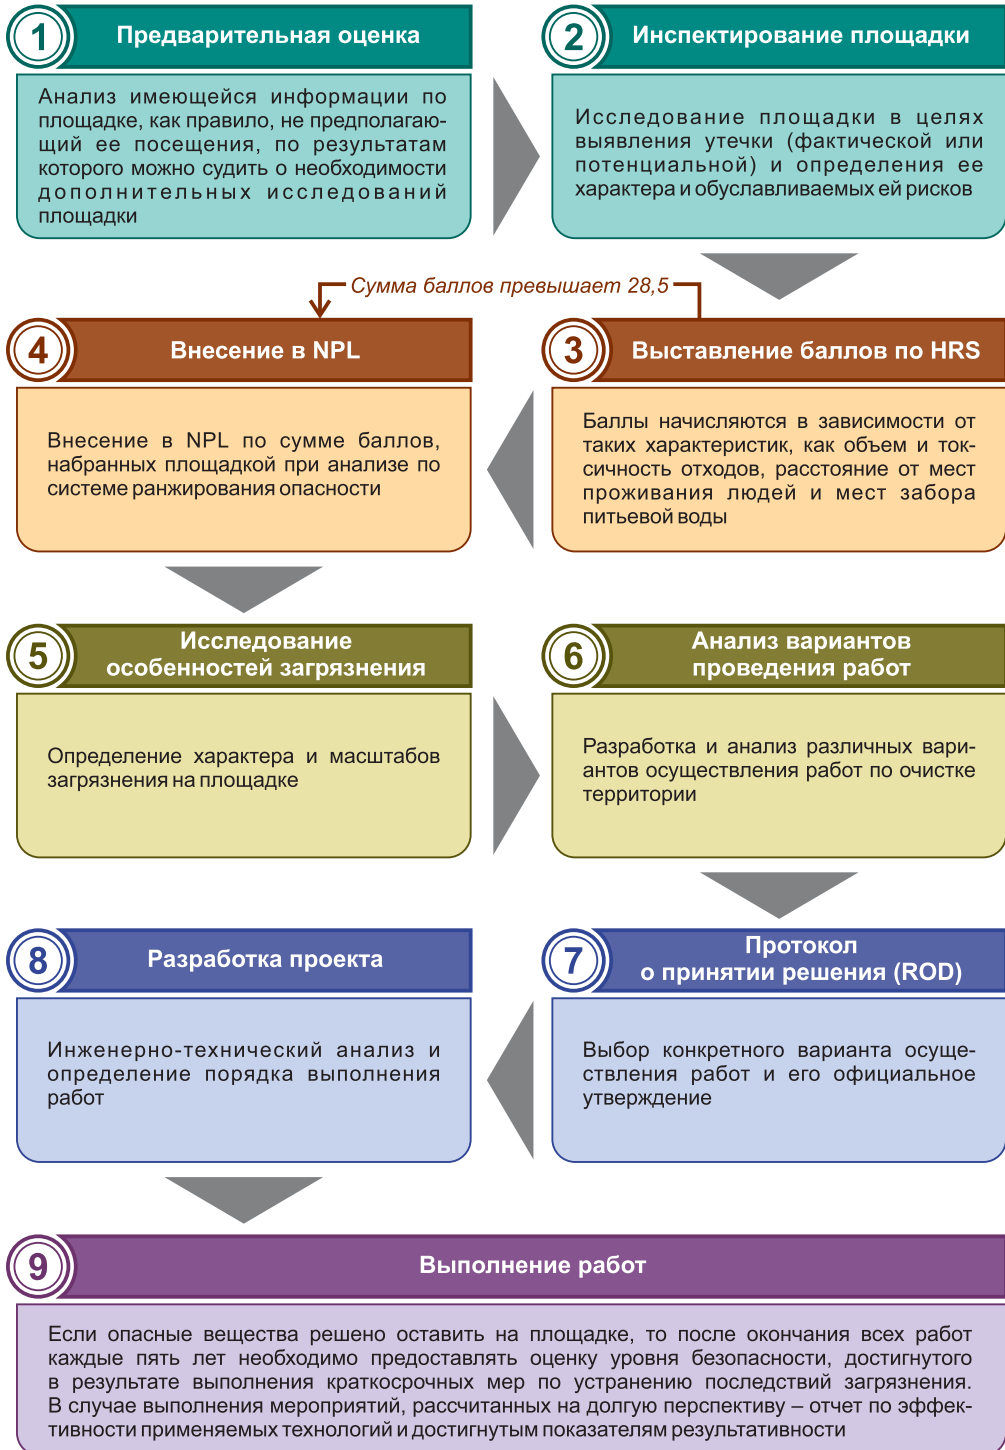 1
Предварительная оценка
Анализ имеющейся информации по
площадке, как правило, не предполагаю-
щий ее посещения, по результатам
которого можно судить о необходимости
дополнительных исследований
площадки
2
Инспектирование площадки
Исследование площадки в целях
выявления утечки (фактической или
потенциальной) и определения ее
характера и обуславливаемых ей рисков
Сумма баллов превышает 28,5
3
Выставление баллов по HRS
Баллы начисляются в зависимости от
таких характеристик, как объем и ток-
сичность отходов, расстояние от мест
проживания людей и мест забора
питьевой воды
4
Внесение в NPL
Внесение в NPL по сумме баллов,
набранных площадкой при анализе по
системе ранжирования опасности
5
Исследование
особенностей загрязнения
Определение характера и масштабов
загрязнения на площадке
6
Анализ вариантов
проведения работ
Разработка и анализ различных вари-
антов осуществления работ по очистке
территории
7
Протокол
о принятии решения (ROD)
Выбор конкретного варианта осуще-
ствления работ и его официальное
утверждение
8
Разработка проекта
Инженерно-технический анализ и
определение порядка выполнения
работ
9
Выполнение работ
Если опасные вещества решено оставить на площадке, то после окончания всех работ
каждые пять лет необходимо предоставлять оценку уровня безопасности, достигнутого
в результате выполнения краткосрочных мер по устранению последствий загрязнения.
В случае выполнения мероприятий, рассчитанных на долгую перспективу – отчет по эффек-
тивности применяемых технологий и достигнутым показателям результативности